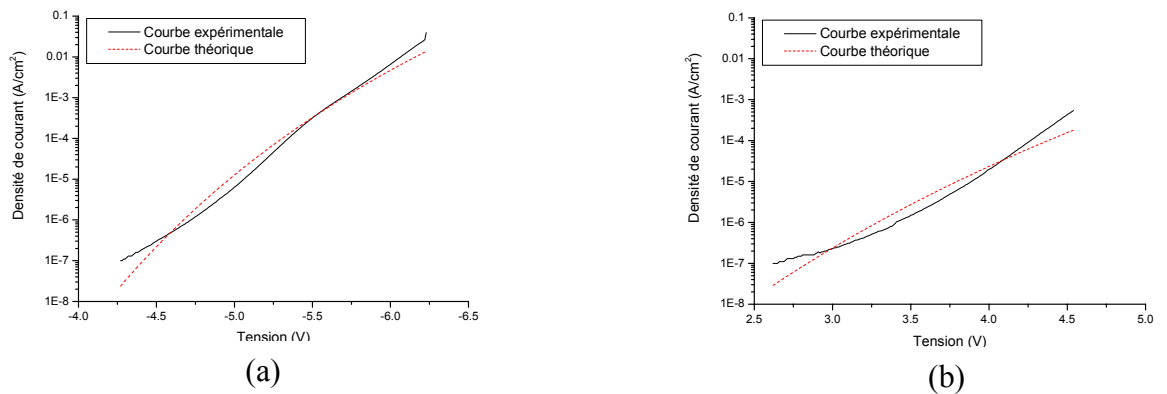 0.1
0.01
1E-3
1E-4
1E-5
1E-6
1E-7
1E-8
Densité de courant (A/cm²)
Courbe expérimentale
Courbe théorique
-4.0 -4.5 -5.0 -5.5 -6.0 -6.5
Tension (V)
(a)
0.1
0.01
1E-3
1E-4
1E-5
1E-6
1E-7
1E-8
Densité de courant (A/cm²)
Courbe expérimentale
Courbe théorique
2.5 3.0 3.5 4.0 4.5 5.0
Tension (V)
(b)